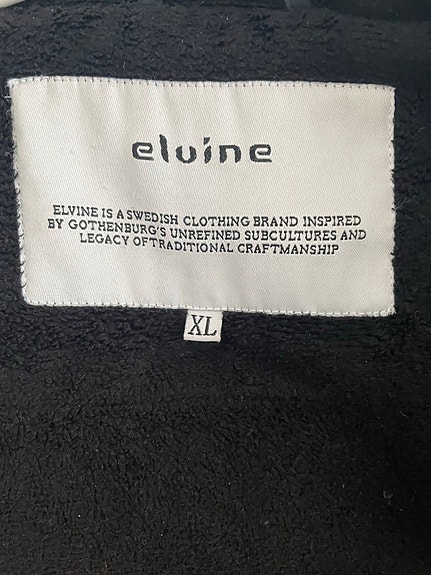 elvine
ELVINE IS A SWEDISH CLOTHING BRAND INSPIRED
BY GOTHENBURG'S UNREFINED SUBCULTURES AND
LEGACY OF TRADITIONAL CRAFTMANSHIP
XL